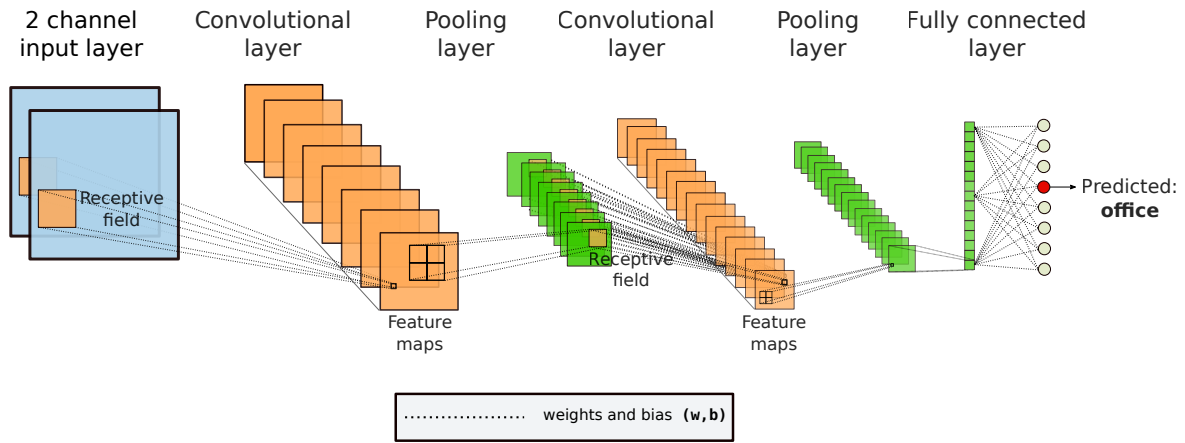 2 channel
input layer
Convolutional
layer
Pooling
layer
Convolutional
layer
Pooling
layer
Fully connected
layer
Receptive
field
Feature
maps
Receptive
field
Feature
maps
Predicted:
office
weights and bias (w,b)